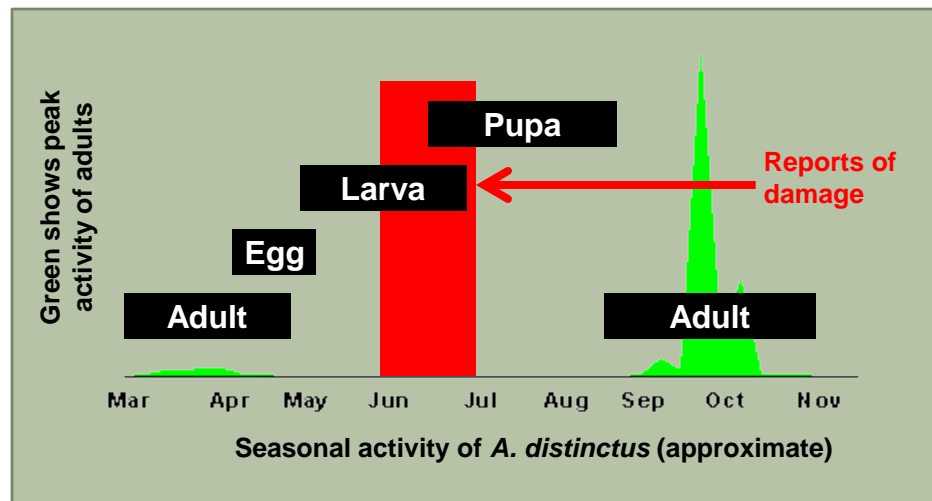 Green shows peak
activity of adults
Pupa
Larva
Reports of
damage
Egg
Adult
Adult
Mar Apr May Jun Jul Aug Sep Oct Nov
Seasonal activity of A. distinctus (approximate)